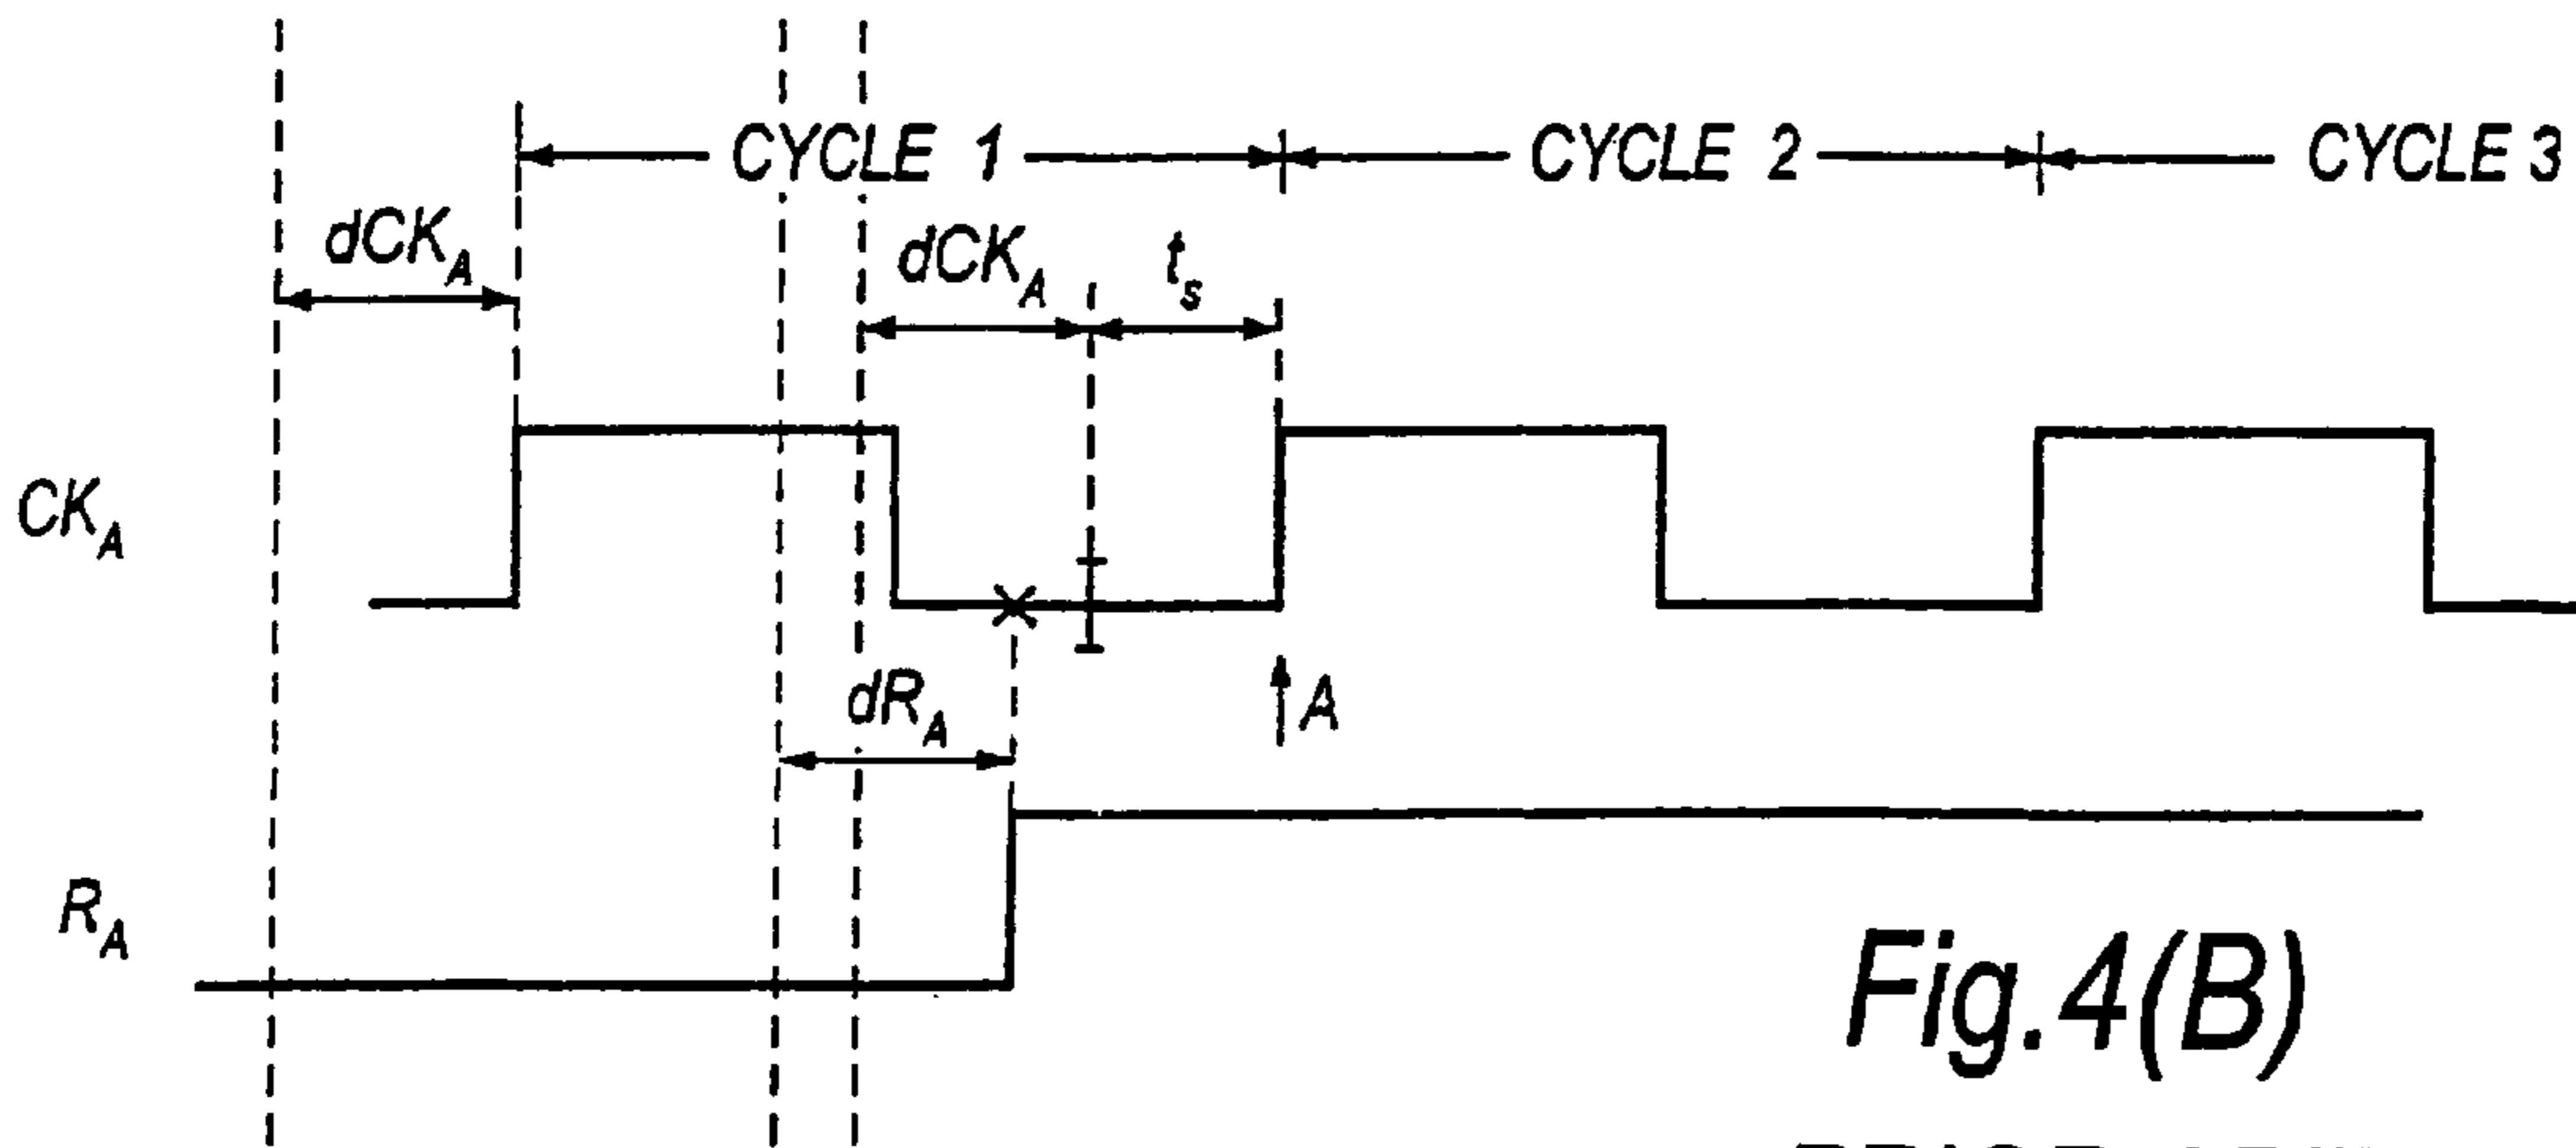 CYCLE 1 CYCLE 2 CYCLE 3
dCK_A dCK_A t_s
CK_A
dR_A A
R_A
Fig.4(B)